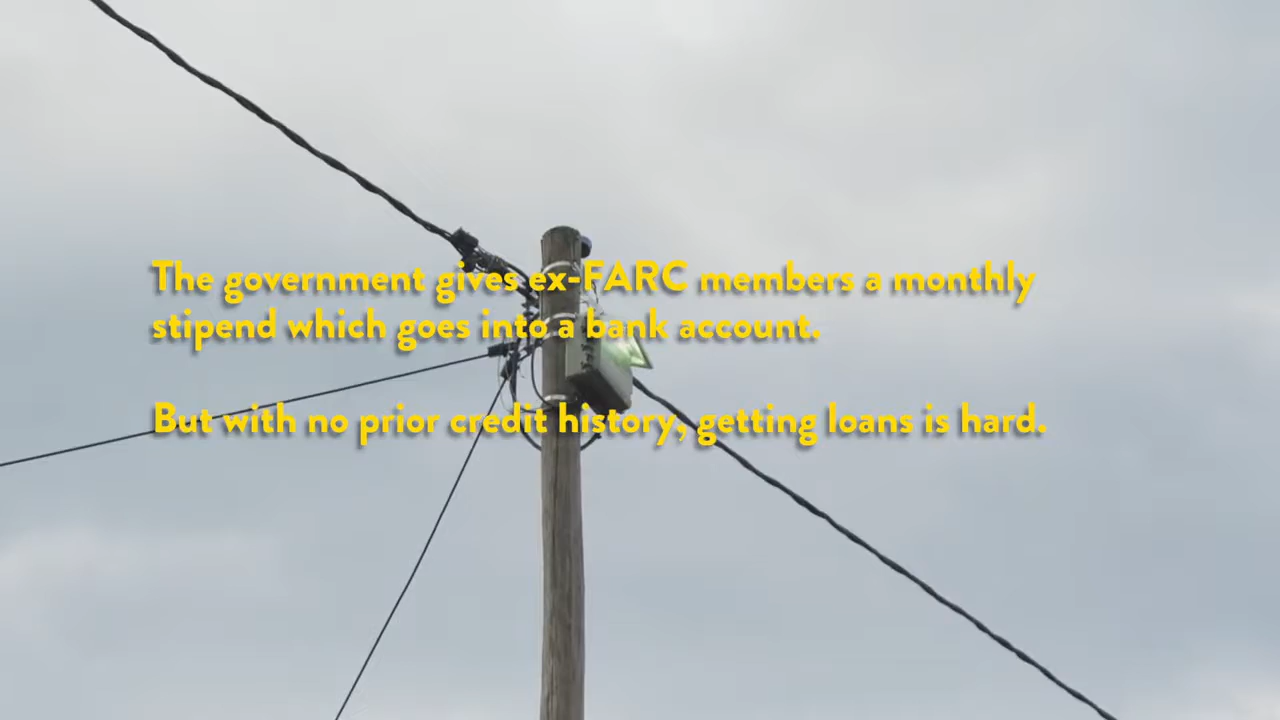 The government gives ex-FARC members a monthly
stipend which goes into a bank account.
But with no prior credit history, getting loans is hard.